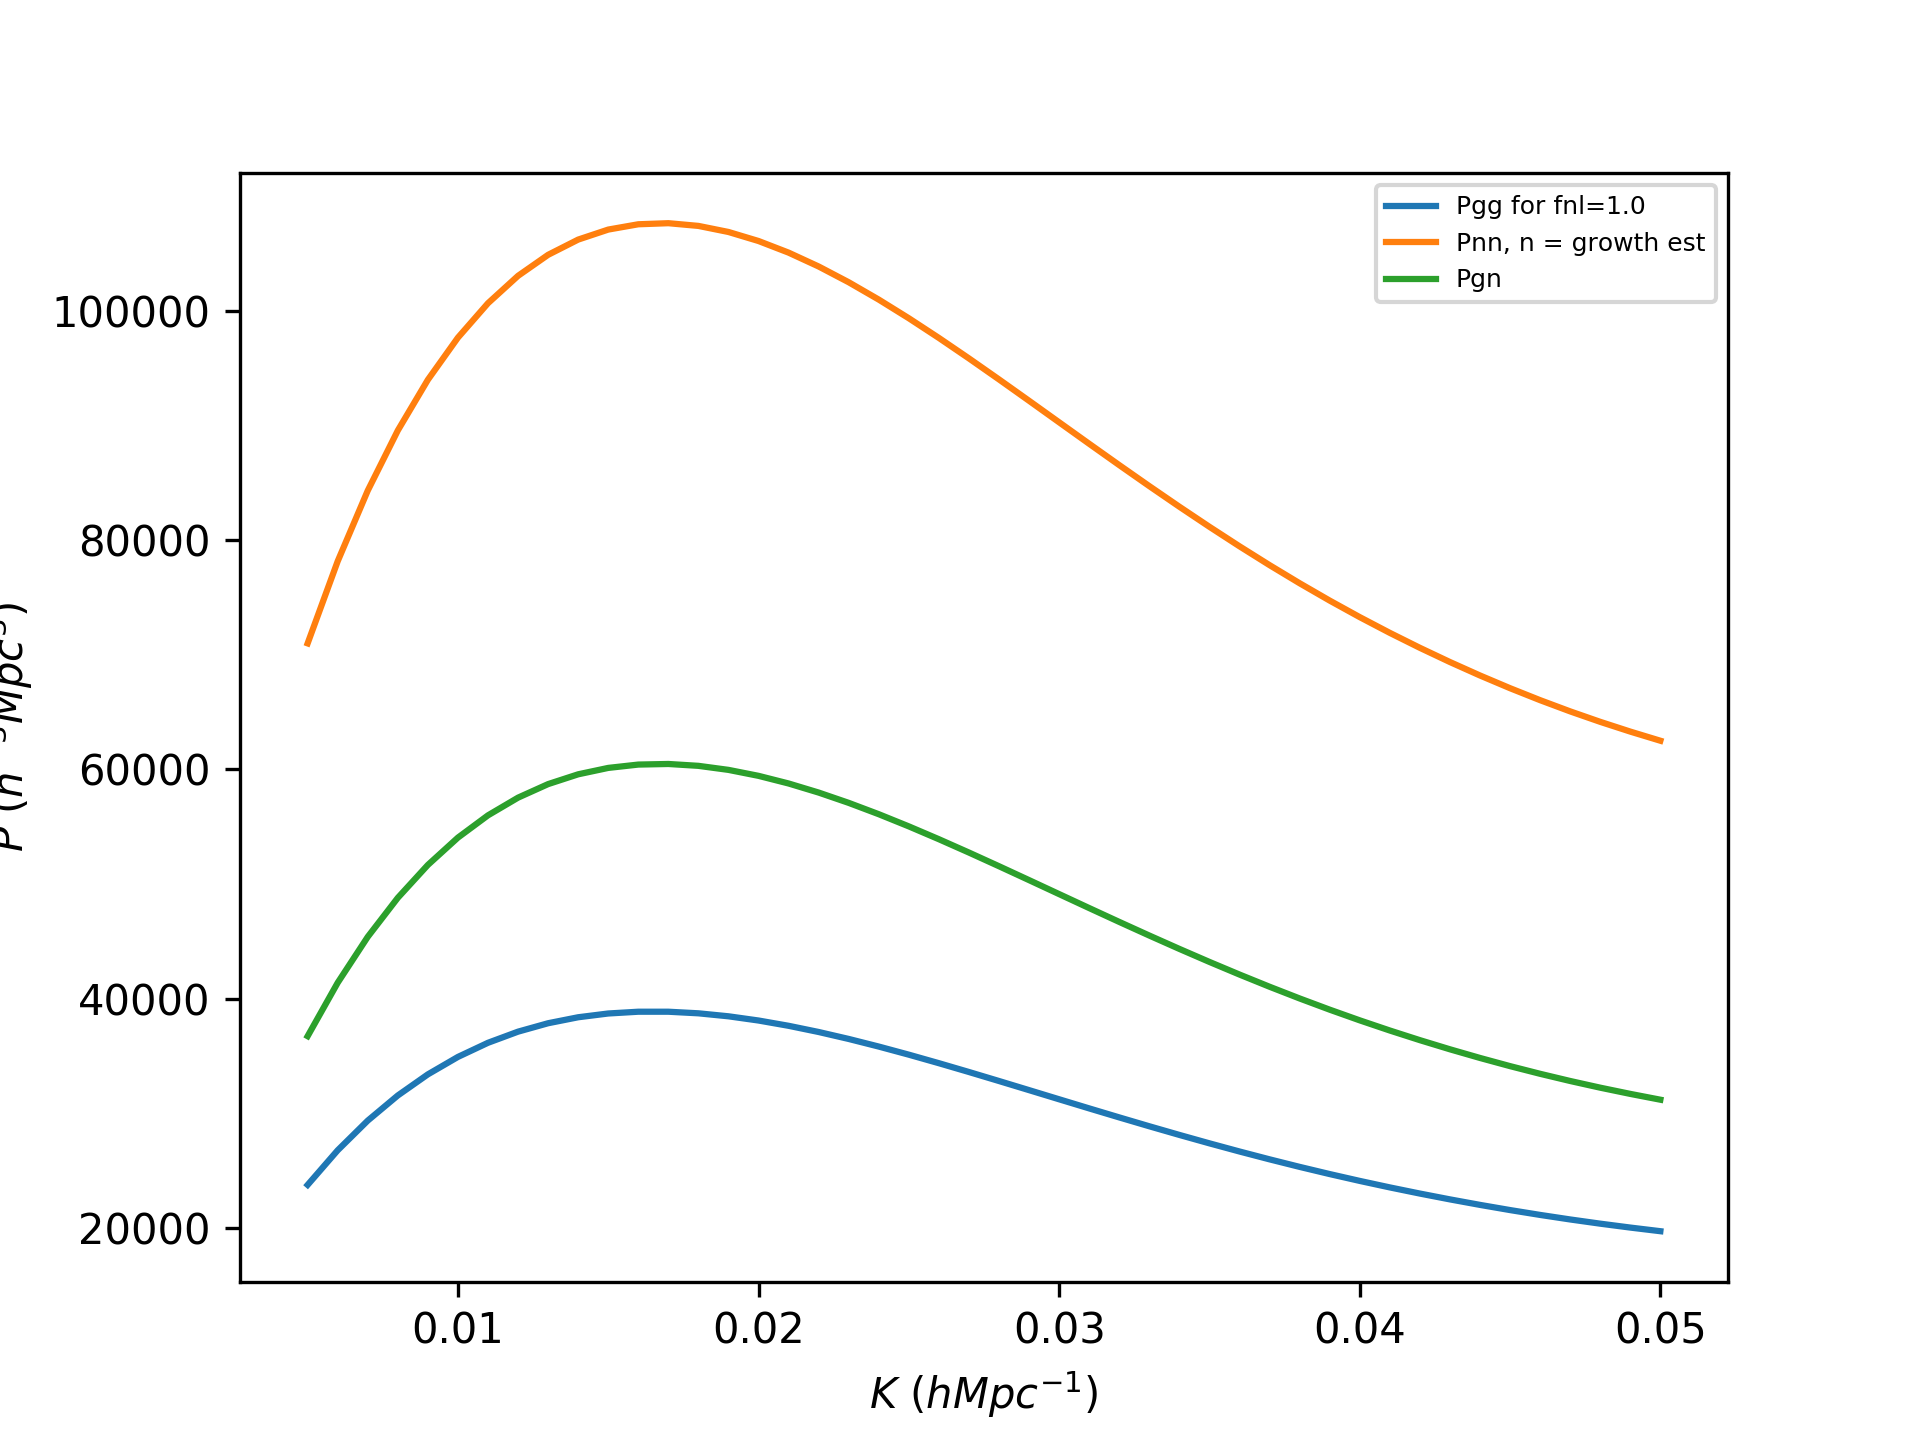 Pgg for fnl=1.0
Pnn, n = growth est
Pgn
100000
80000
60000
40000
20000
0.01 0.02 0.03 0.04 0.05
K (hMpc⁻¹)